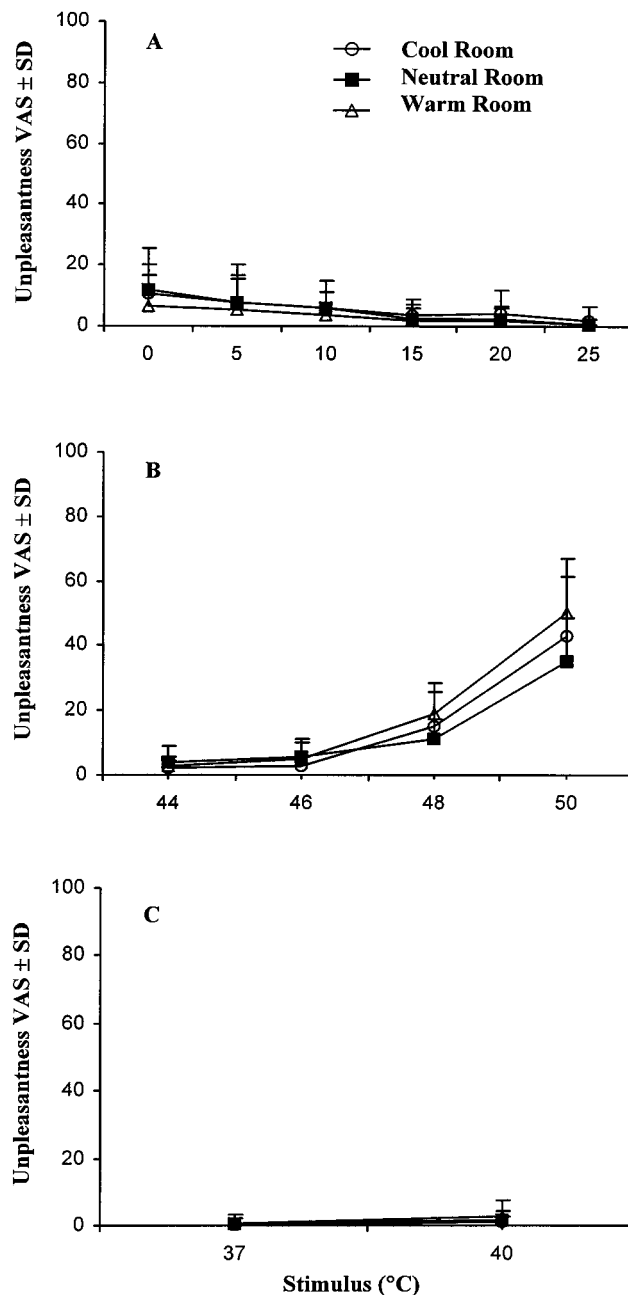 A
Cool Room
Neutral Room
Warm Room
Unpleasantness VAS ± SD
100
80
60
40
20
0
0 5 10 15 20 25
B
Unpleasantness VAS ± SD
100
80
60
40
20
0
44 46 48 50
C
Unpleasantness VAS ± SD
100
80
60
40
20
0
37 40
Stimulus (°C)